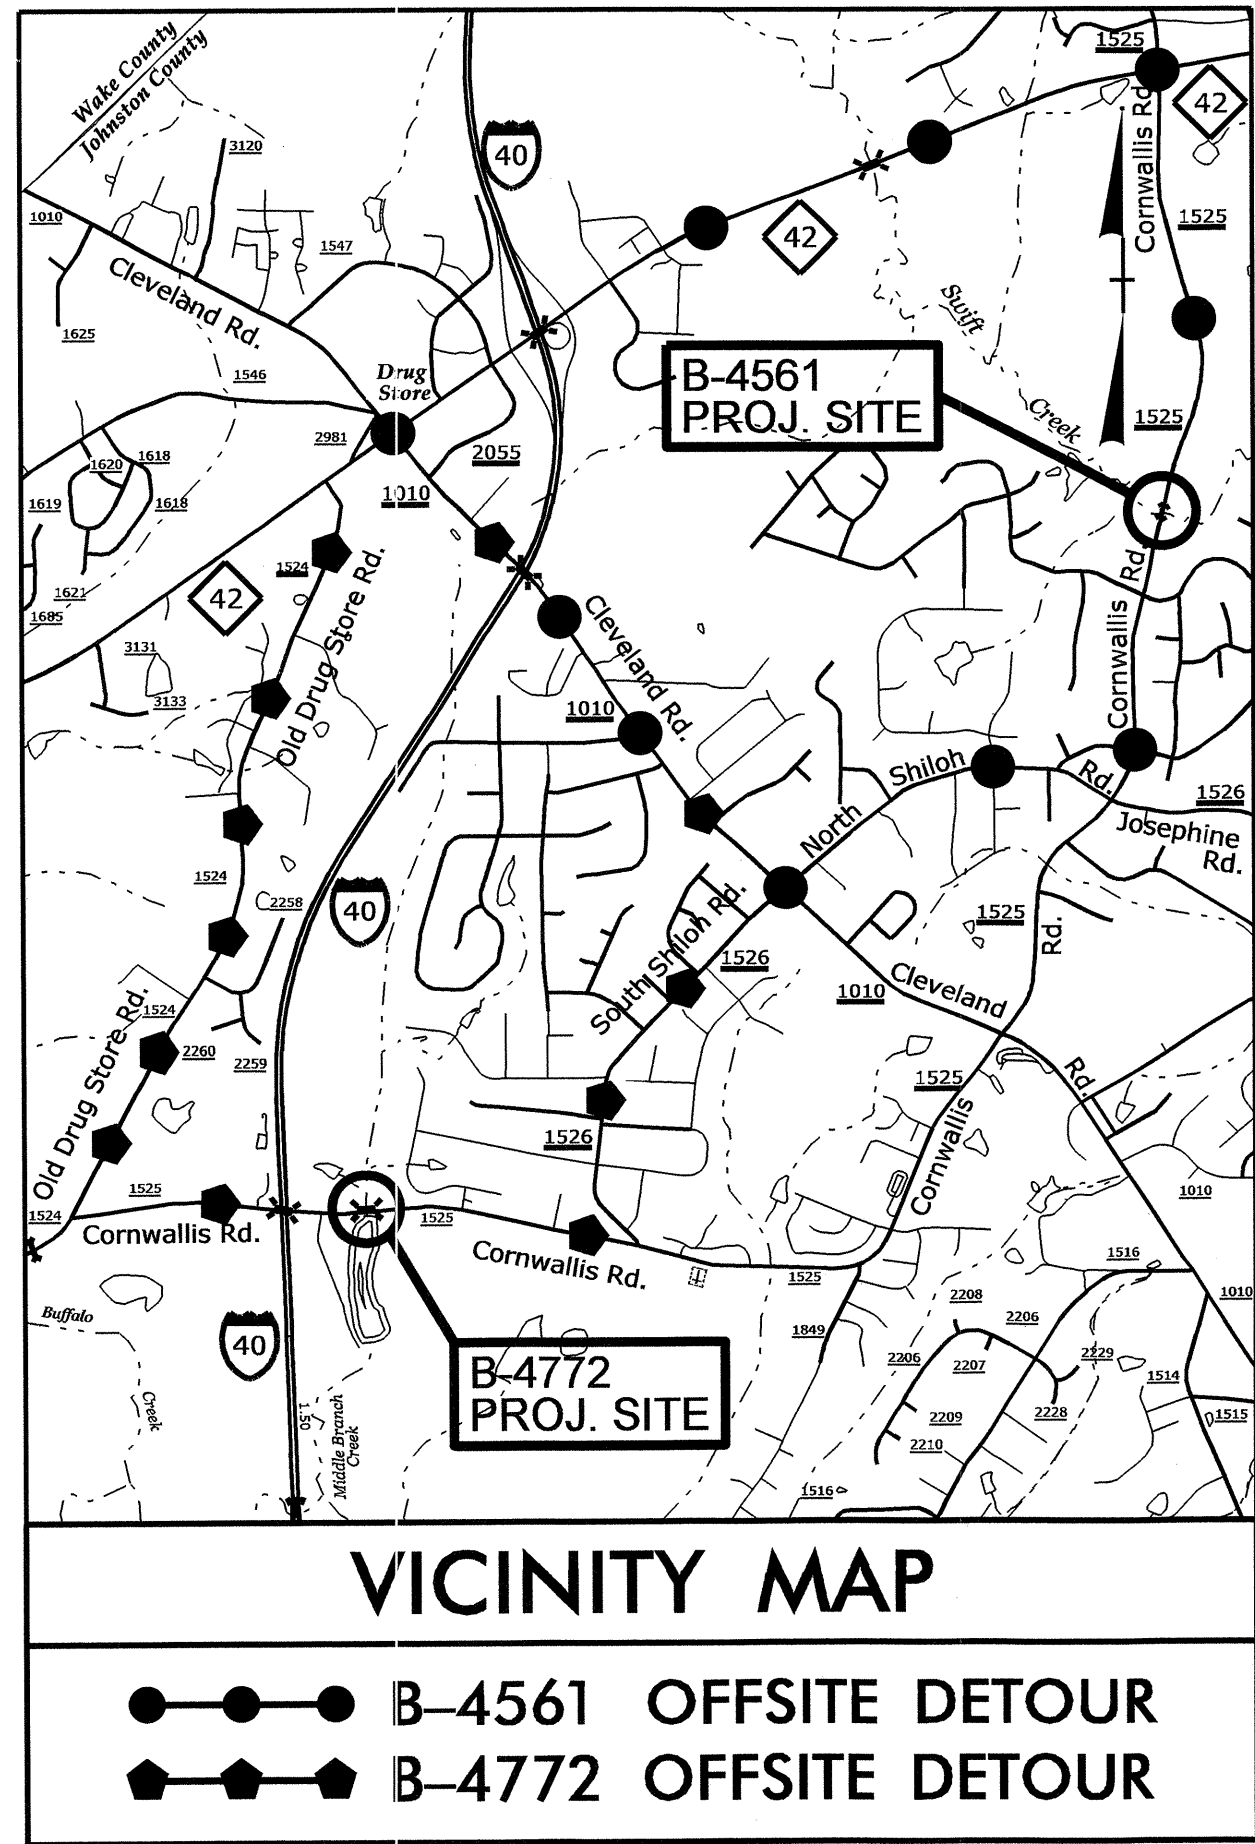 Wake County
Johnston County
1525
42
40
3120
Cornwallis Rd.
1010
1547
42
1525
Cleveland Rd.
1625
Swift
Creek
1546
Drug
Store
B-4561
PROJ. SITE
1525
2981
2055
1620
1618
1010
1619
1618
1524
42
1621
1685
Old Drug Store Rd.
Cleveland Rd.
Cornwallis Rd.
3131
3133
1010
North Shiloh Rd.
1526
Josephine
Rd.
1524
2258
40
South Shiloh Rd.
1526
1525
Rd.
1010
Cleveland Rd.
1524
2260
2259
Old Drug Store Rd.
1525
Cornwallis
1526
1525
1524
Cornwallis Rd.
1525
Cornwallis Rd.
1525
1010
1516
1010
Buffalo
Creek
40
1.50
Middle Branch
Creek
B-4772
PROJ. SITE
1849
2208
2206
2206
2207
2229
1514
2209
2228
1515
2210
1516
VICINITY MAP
B-4561 OFFSITE DETOUR
B-4772 OFFSITE DETOUR